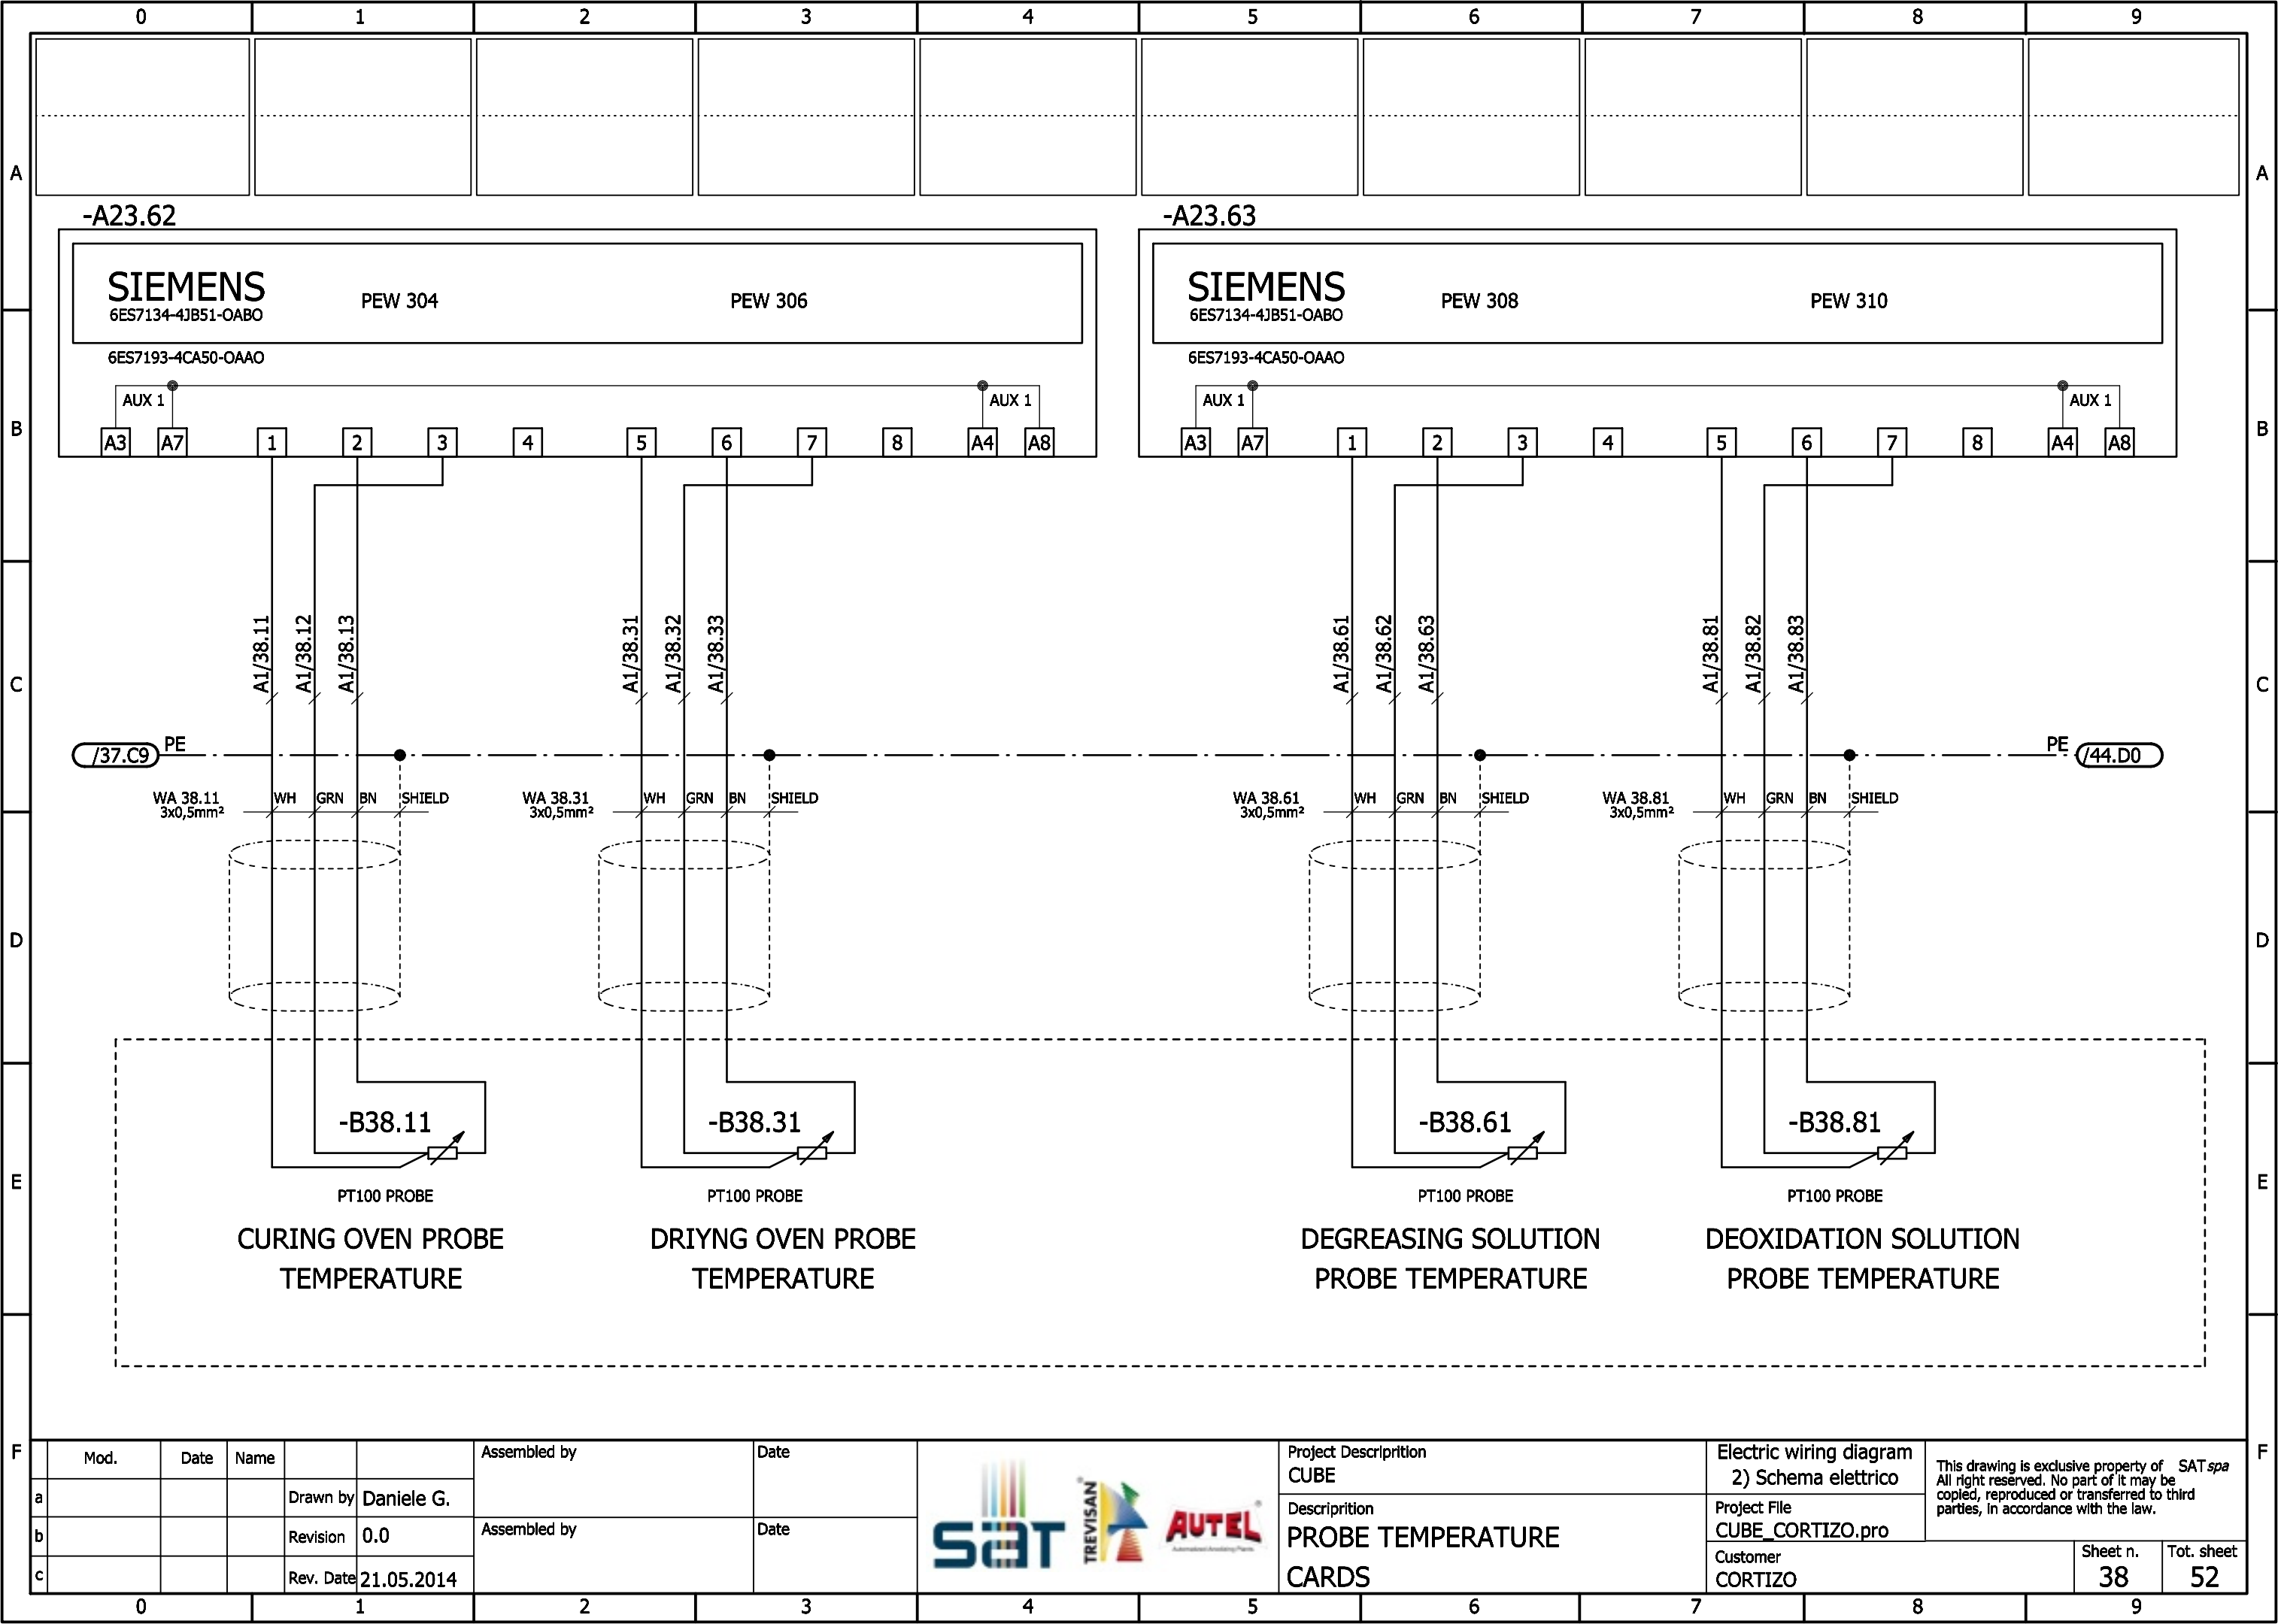 0 1 2 3 4 5 6 7 8 9
A A
-A23.62 -A23.63
SIEMENS PEW 304 PEW 306 SIEMENS PEW 308 PEW 310
6ES7134-4JB51-OABO 6ES7134-4JB51-OABO
6ES7193-4CA50-OAAO 6ES7193-4CA50-OAAO
AUX 1 AUX 1 AUX 1 AUX 1
B B
A3 A7 1 2 3 4 5 6 7 8 A4 A8 A3 A7 1 2 3 4 5 6 7 8 A4 A8
A1/38.11 A1/38.12 A1/38.13 A1/38.31 A1/38.32 A1/38.33 A1/38.61 A1/38.62 A1/38.63 A1/38.81 A1/38.82 A1/38.83
C C
/37.C9 PE PE /44.D0
WA 38.11 WH GRN BN SHIELD WA 38.31 WH GRN BN SHIELD WA 38.61 WH GRN BN SHIELD WA 38.81 WH GRN BN SHIELD
3x0,5mm² 3x0,5mm² 3x0,5mm² 3x0,5mm²
D D
-B38.11 -B38.31 -B38.61 -B38.81
E E
PT100 PROBE PT100 PROBE PT100 PROBE PT100 PROBE
CURING OVEN PROBE DRIYNG OVEN PROBE DEGREASING SOLUTION DEOXIDATION SOLUTION
TEMPERATURE TEMPERATURE PROBE TEMPERATURE PROBE TEMPERATURE
F F
Mod. Date Name
a Drawn by Daniele G.
b Revision 0.0
c Rev. Date 21.05.2014
Assembled by Date
Assembled by Date
SAT TREVISAN AUTEL
Project Descriprition
CUBE
Descriprition
PROBE TEMPERATURE
CARDS
Electric wiring diagram
2) Schema elettrico
Project File
CUBE_CORTIZO.pro
Customer
CORTIZO
This drawing is exclusive property of SAT spa
All right reserved. No part of it may be
copied, reproduced or transferred to third
parties, in accordance with the law.
Sheet n. Tot. sheet
38 52
0 1 2 3 4 5 6 7 8 9